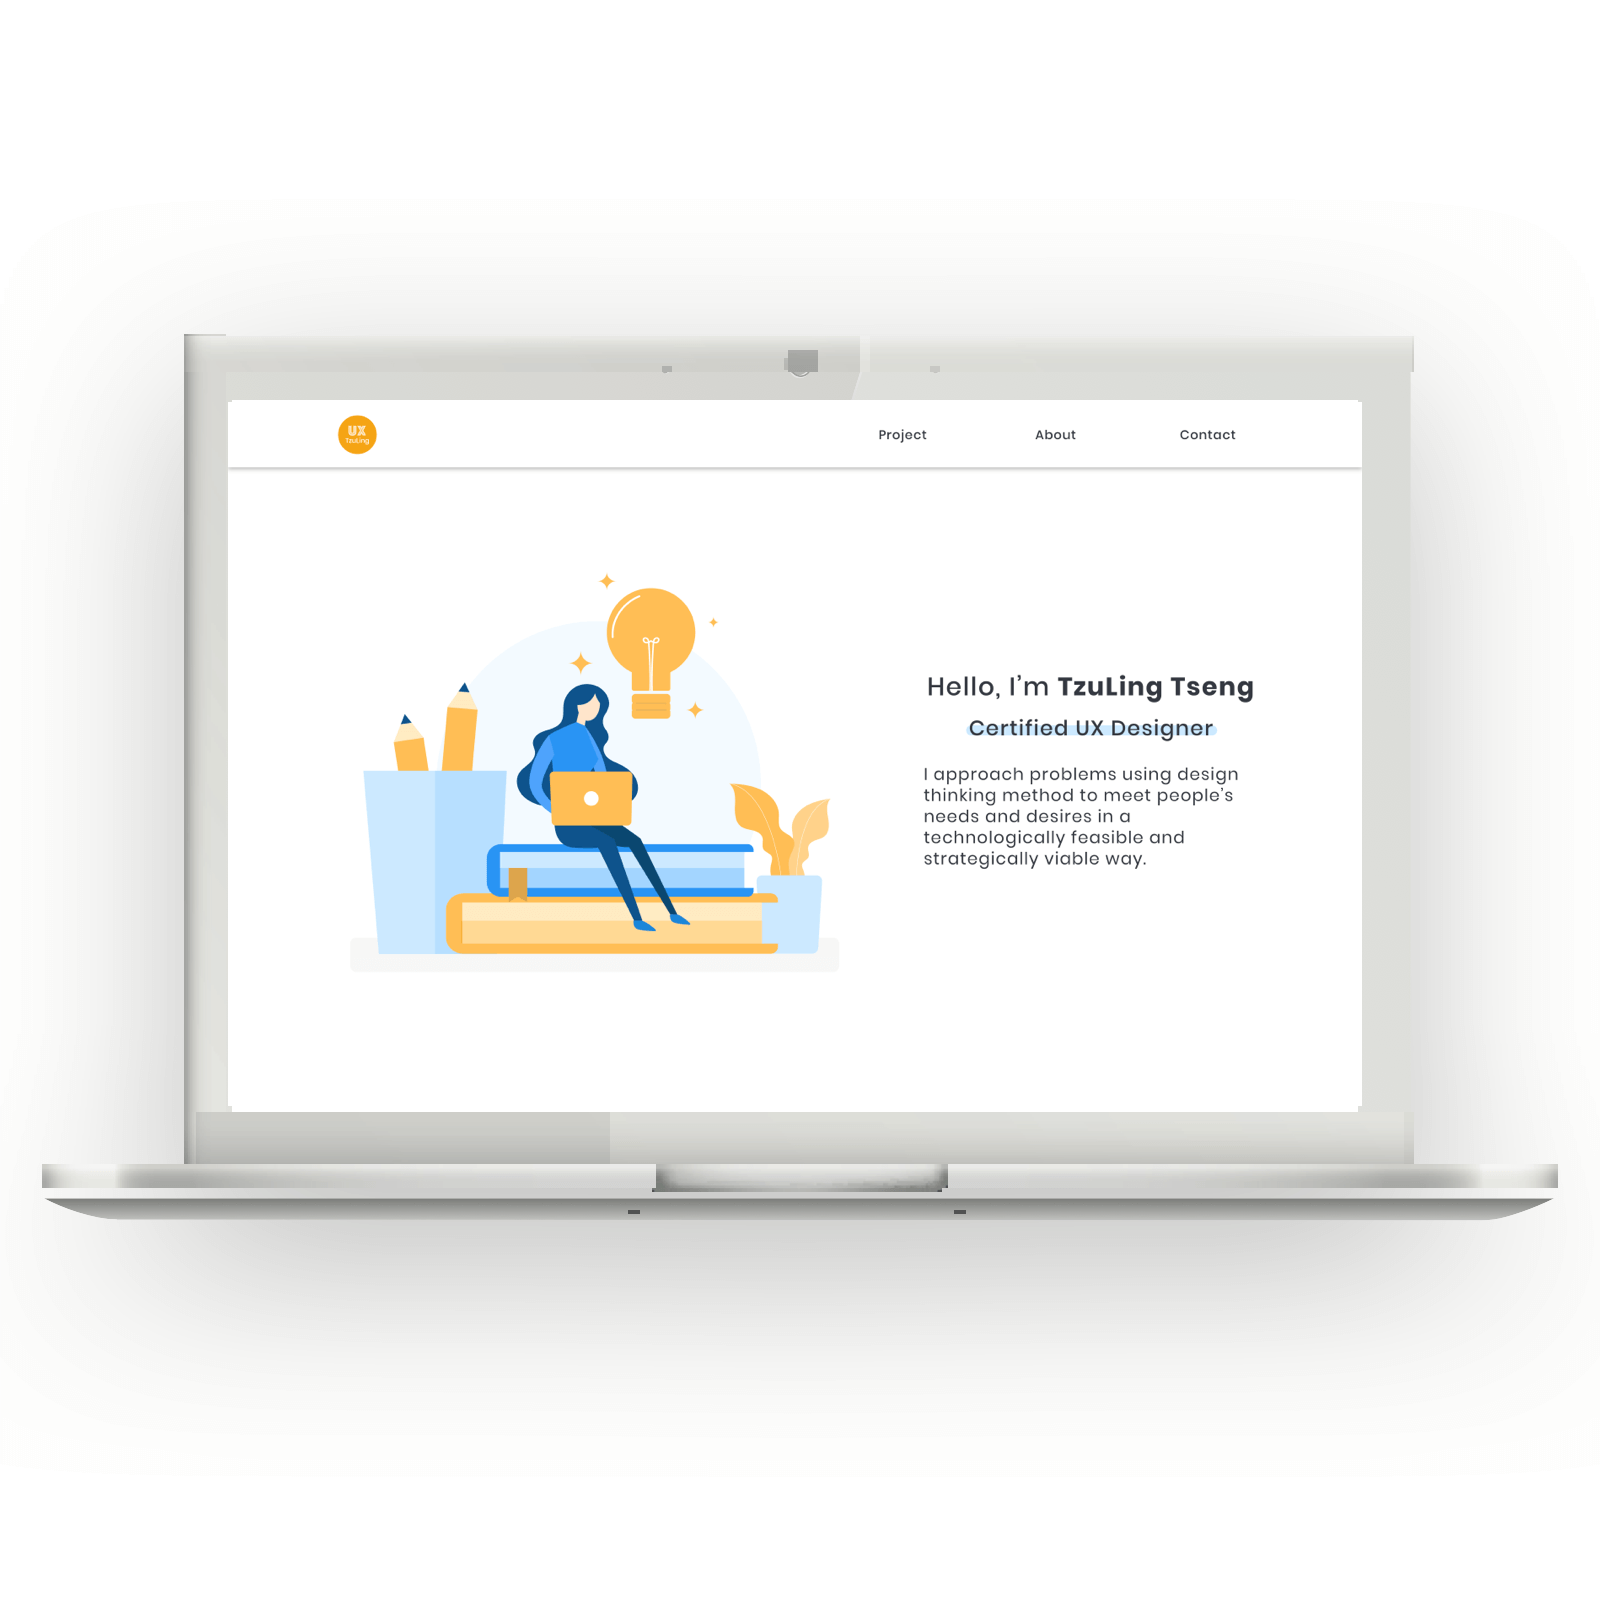 UX
TzuLing
Project
About
Contact
Hello, I'm TzuLing Tseng
Certified UX Designer
I approach problems using design
thinking method to meet people's
needs and desires in a
technologically feasible and
strategically viable way.